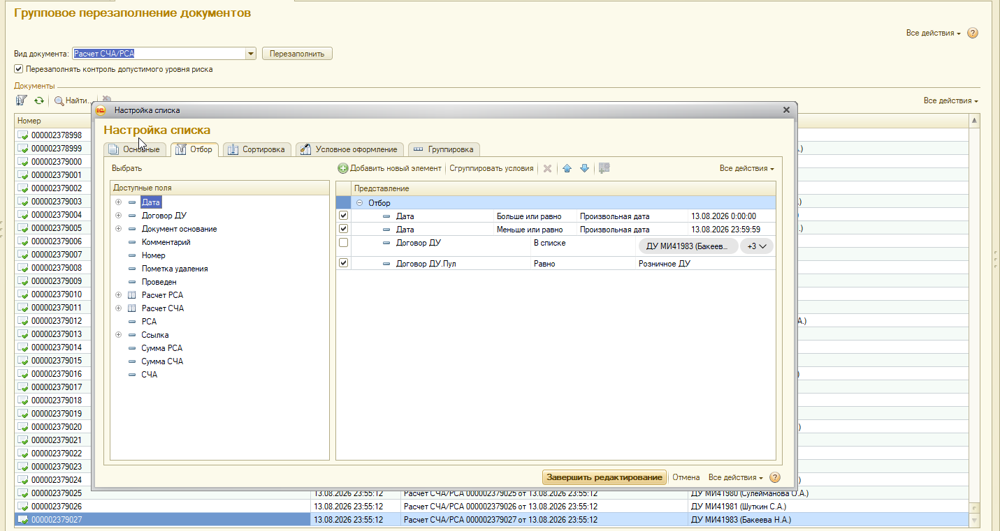 Групповое перезаполнение документов
Все действия
Вид документа: Расчет СЧА/РСА Перезаполнить
Перезаполнять контроль допустимого уровня риска
Документы
Найти... Все действия
Номер
000002378998
000002378999
000002379000
000002379001
000002379002
000002379003
000002379004
000002379005
000002379006
000002379007
000002379008
000002379009
000002379010
000002379011
000002379012
000002379013
000002379014
000002379015
000002379016
000002379017
000002379018
000002379019
000002379020
000002379021
000002379022
000002379023
000002379024
Настройка списка
Настройка списка
Основные Отбор Сортировка Условное оформление Группировка
Выбрать
Добавить новый элемент Сгруппировать условия Все действия
Доступные поля
Дата
Договор ДУ
Документ основание
Комментарий
Номер
Пометка удаления
Проведен
Расчет РСА
Расчет СЧА
РСА
Ссылка
Сумма РСА
Сумма СЧА
СЧА
Представление
Отбор
Дата Больше или равно Произвольная дата 13.08.2026 0:00:00
Дата Меньше или равно Произвольная дата 13.08.2026 23:59:59
Договор ДУ В списке ДУ МИ41983 (Бакеев... +3
Договор ДУ.Пул Равно Розничное ДУ
Завершить редактирование Отмена Все действия
000002379025 13.08.2026 23:55:12 Расчет СЧА/РСА 000002379025 от 13.08.2026 23:55:12 ДУ МИ41980 (Сулейманова О.А.)
000002379026 13.08.2026 23:55:12 Расчет СЧА/РСА 000002379026 от 13.08.2026 23:55:12 ДУ МИ41981 (Шуткин С.А.)
000002379027 13.08.2026 23:55:12 Расчет СЧА/РСА 000002379027 от 13.08.2026 23:55:12 ДУ МИ41983 (Бакеева Н.А.)